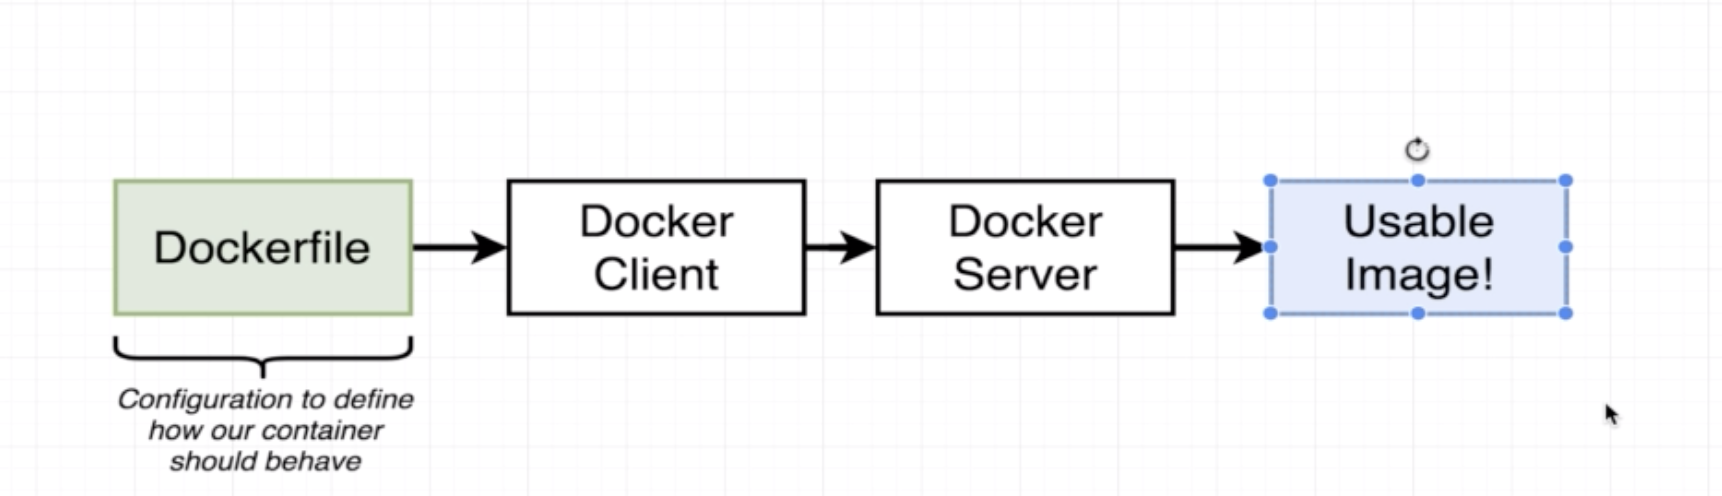 Dockerfile
Docker
Client
Docker
Server
Usable
Image!
Configuration to define
how our container
should behave